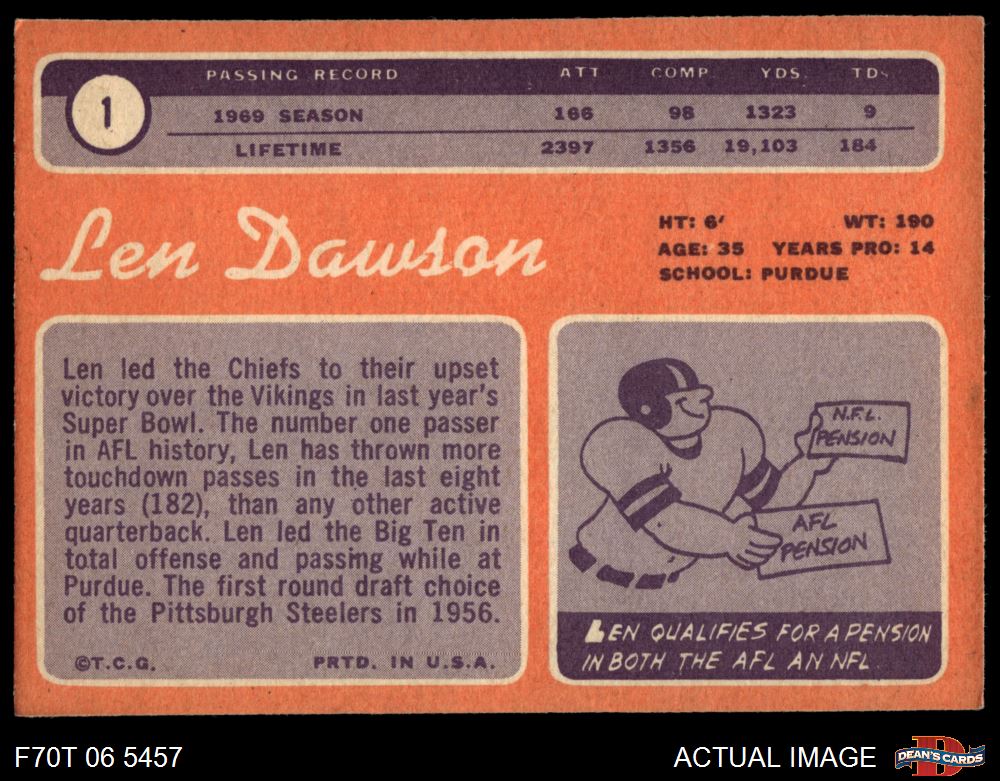 1
PASSING RECORD ATT. COMP. YDS. TD's
1969 SEASON 166 98 1323 9
LIFETIME 2397 1356 19,103 184
Len Dawson
HT: 6' WT: 190
AGE: 35 YEARS PRO: 14
SCHOOL: PURDUE
Len led the Chiefs to their upset
victory over the Vikings in last year's
Super Bowl. The number one passer
in AFL history, Len has thrown more
touchdown passes in the last eight
years (182), than any other active
quarterback. Len led the Big Ten in
total offense and passing while at
Purdue. The first round draft choice
of the Pittsburgh Steelers in 1956.
©T.C.G. PRTD. IN U.S.A.
N.F.L.
PENSION
AFL
PENSION
LEN QUALIFIES FOR A PENSION
IN BOTH THE AFL AN NFL.
F70T 06 5457 ACTUAL IMAGE D DEAN'S CARDS